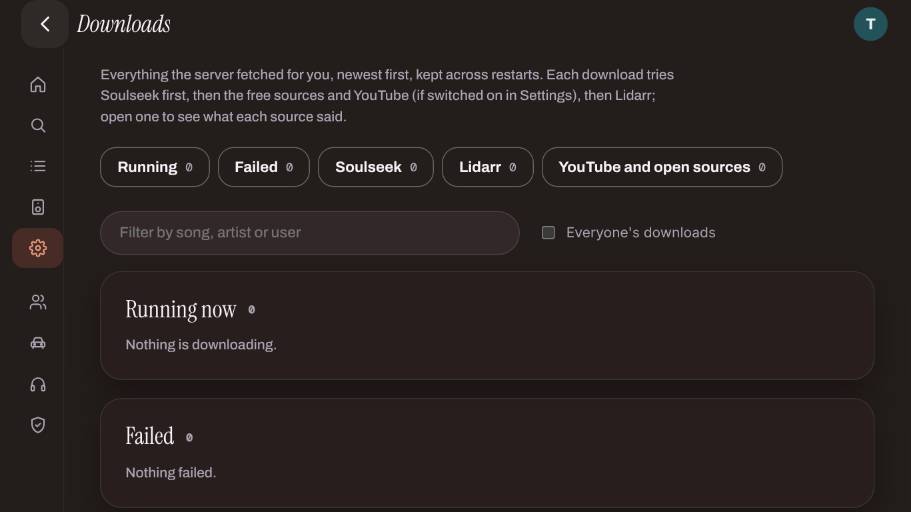 Downloads
T
Everything the server fetched for you, newest first, kept across restarts. Each download tries
Soulseek first, then the free sources and YouTube (if switched on in Settings), then Lidarr;
open one to see what each source said.
Running 0
Failed 0
Soulseek 0
Lidarr 0
YouTube and open sources 0
Filter by song, artist or user
Everyone's downloads
Running now 0
Nothing is downloading.
Failed 0
Nothing failed.